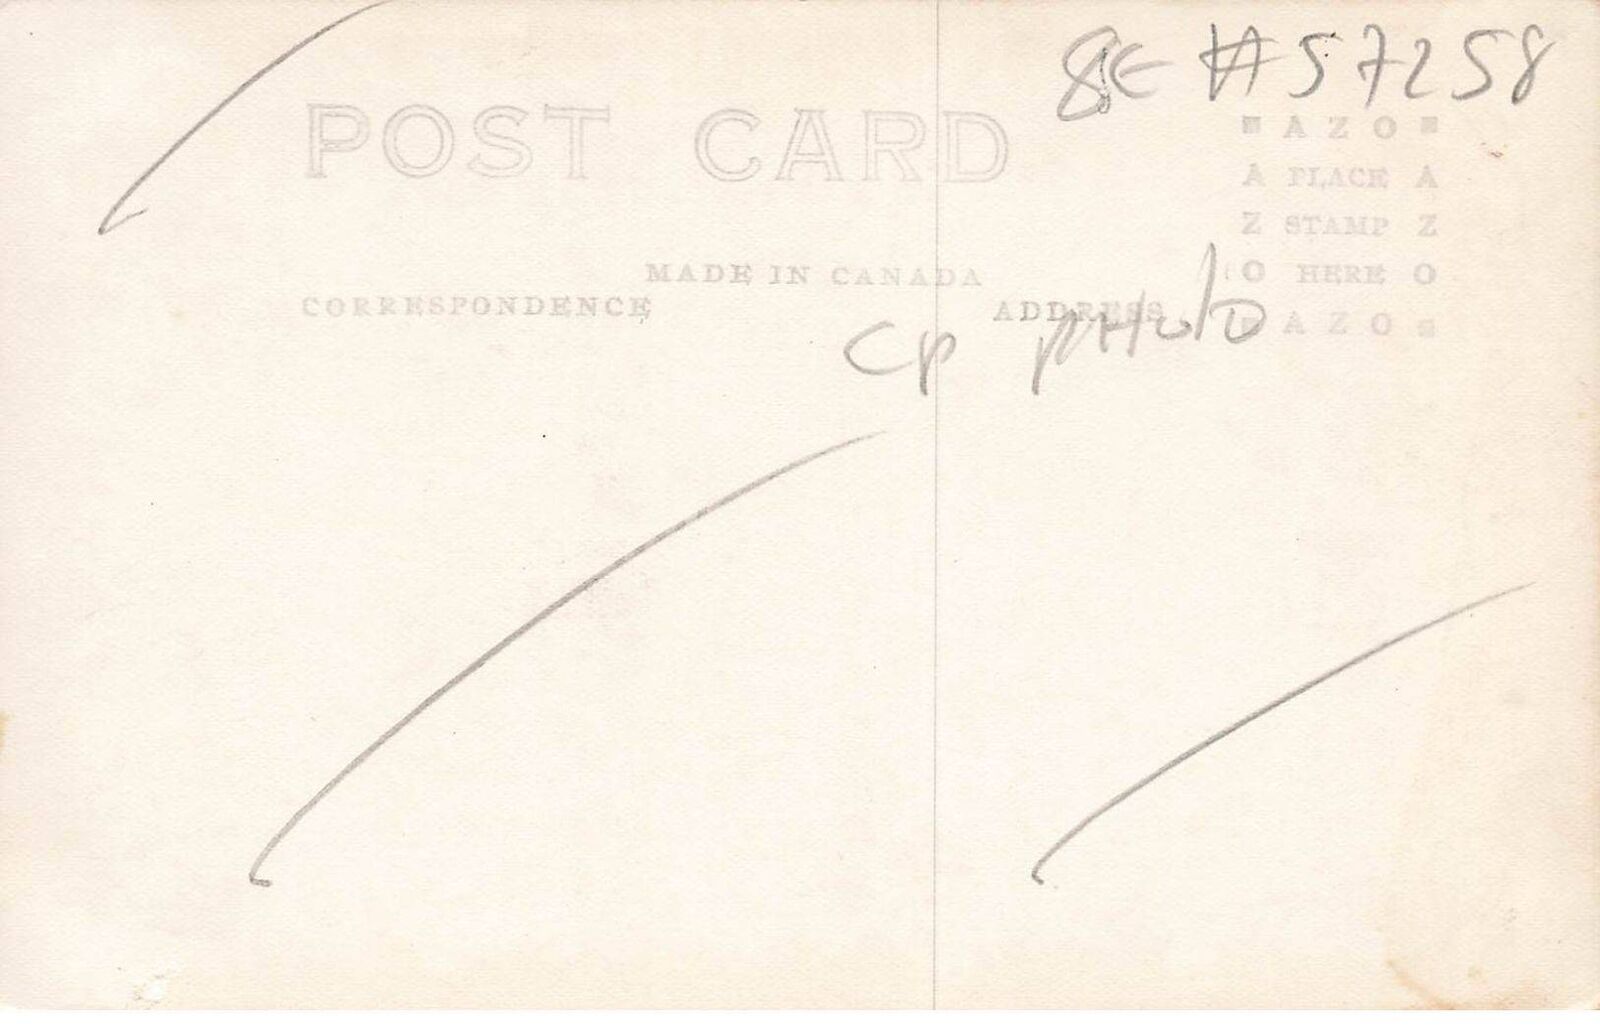 8E #57258
POST CARD
AZO
A PLACE A
Z STAMP Z
O HERE O
AZO
MADE IN CANADA
CORRESPONDENCE
ADDRESS
CP PHOTO